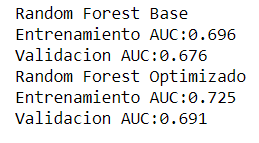 Random Forest Base
Entrenamiento AUC:0.696
Validacion AUC:0.676
Random Forest Optimizado
Entrenamiento AUC:0.725
Validacion AUC:0.691